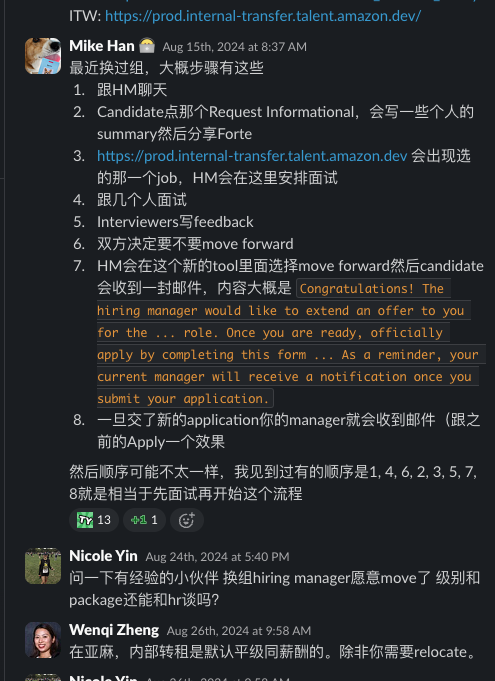 ITW: https://prod.internal-transfer.talent.amazon.dev/
Mike Han Aug 15th, 2024 at 8:37 AM
最近换过组，大概步骤有这些
1. 跟HM聊天
2. Candidate点那个Request Informational，会写一些个人的
summary然后分享Forte
3. https://prod.internal-transfer.talent.amazon.dev 会出现选
的那一个job，HM会在这里安排面试
4. 跟几个人面试
5. Interviewers写feedback
6. 双方决定要不要move forward
7. HM会在这个新的tool里面选择move forward然后candidate
会收到一封邮件，内容大概是 Congratulations! The
hiring manager would like to extend an offer to you
for the ... role. Once you are ready, officially
apply by completing this form ... As a reminder, your
current manager will receive a notification once you
submit your application.
8. 一旦交了新的application你的manager就会收到邮件（跟之
前的Apply一个效果
然后顺序可能不太一样，我见到过有的顺序是1, 4, 6, 2, 3, 5, 7,
8就是相当于先面试再开始这个流程
TY 13 +1 1
Nicole Yin Aug 24th, 2024 at 5:40 PM
问一下有经验的小伙伴 换组hiring manager愿意move了 级别和
package还能和hr谈吗?
Wenqi Zheng Aug 26th, 2024 at 9:58 AM
在亚麻，内部转租是默认平级同薪酬的。除非你需要relocate。
Nicole Yin